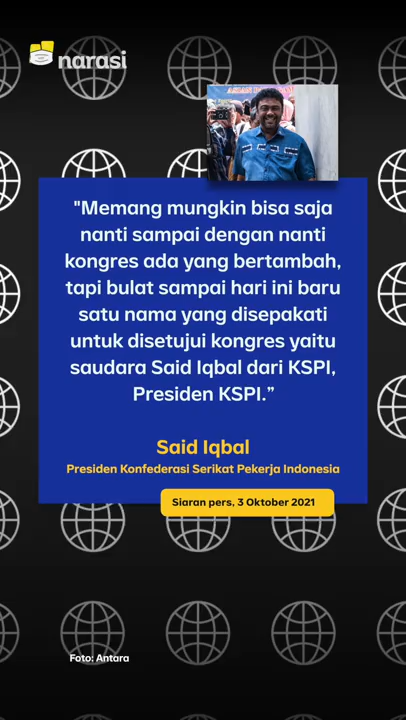 narasi
"Memang mungkin bisa saja
nanti sampai dengan nanti
kongres ada yang bertambah,
tapi bulat sampai hari ini baru
satu nama yang disepakati
untuk disetujui kongres yaitu
saudara Said Iqbal dari KSPI,
Presiden KSPI.”
Said Iqbal
Presiden Konfederasi Serikat Pekerja Indonesia
Siaran pers, 3 Oktober 2021
Foto: Antara